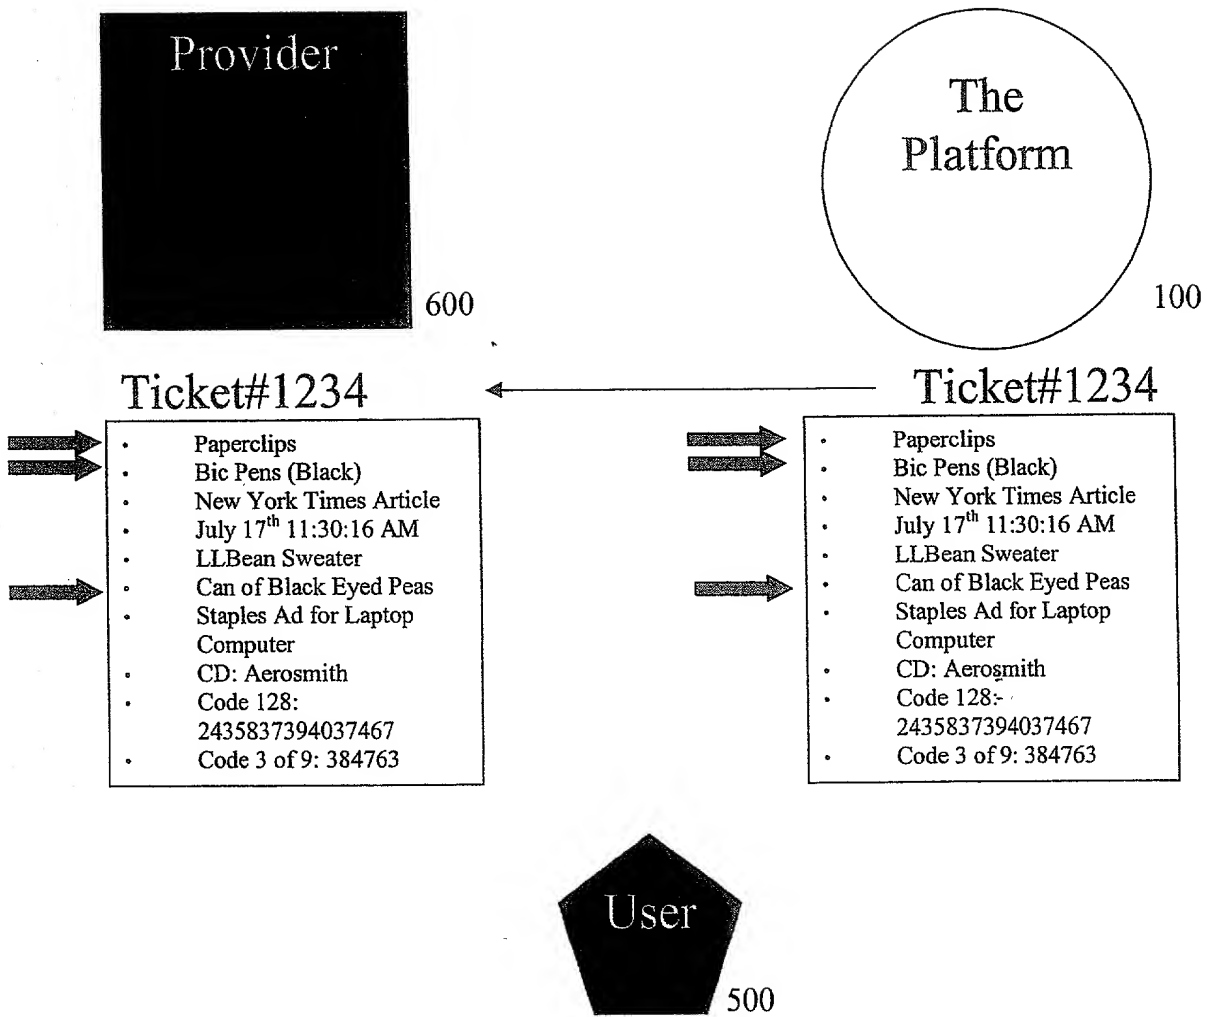 Provider
600
The
Platform
100
Ticket#1234
• Paperclips
• Bic Pens (Black)
• New York Times Article
• July 17th 11:30:16 AM
• LLBean Sweater
• Can of Black Eyed Peas
• Staples Ad for Laptop
Computer
• CD: Aerosmith
• Code 128:
2435837394037467
• Code 3 of 9: 384763
Ticket#1234
• Paperclips
• Bic Pens (Black)
• New York Times Article
• July 17th 11:30:16 AM
• LLBean Sweater
• Can of Black Eyed Peas
• Staples Ad for Laptop
Computer
• CD: Aerosmith
• Code 128:
2435837394037467
• Code 3 of 9: 384763
User
500